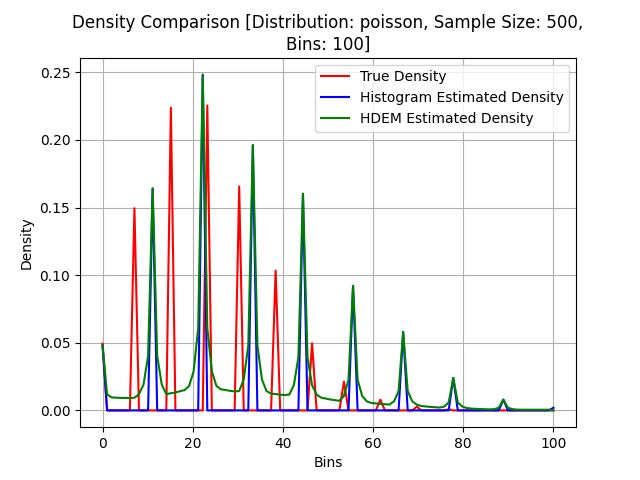 Density Comparison [Distribution: poisson, Sample Size: 500,
Bins: 100]
True Density
Histogram Estimated Density
HDEM Estimated Density
Density
0.25
0.20
0.15
0.10
0.05
0.00
0 20 40 60 80 100
Bins